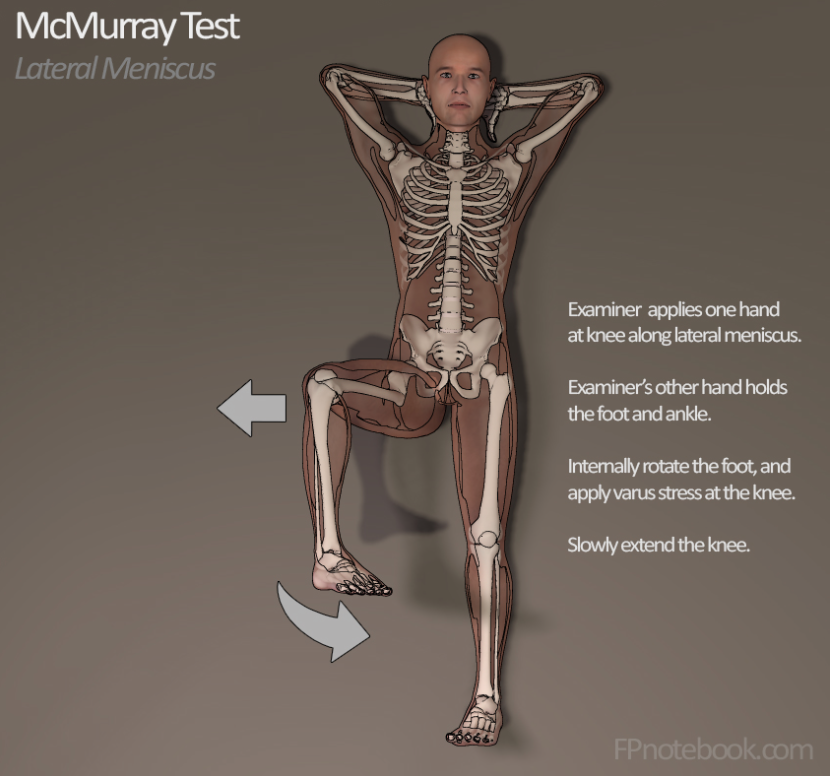 McMurray Test
Lateral Meniscus
Examiner applies one hand
at knee along lateral meniscus.
Examiner's other hand holds
the foot and ankle.
Internally rotate the foot, and
apply varus stress at the knee.
Slowly extend the knee.
FPnotebook.com